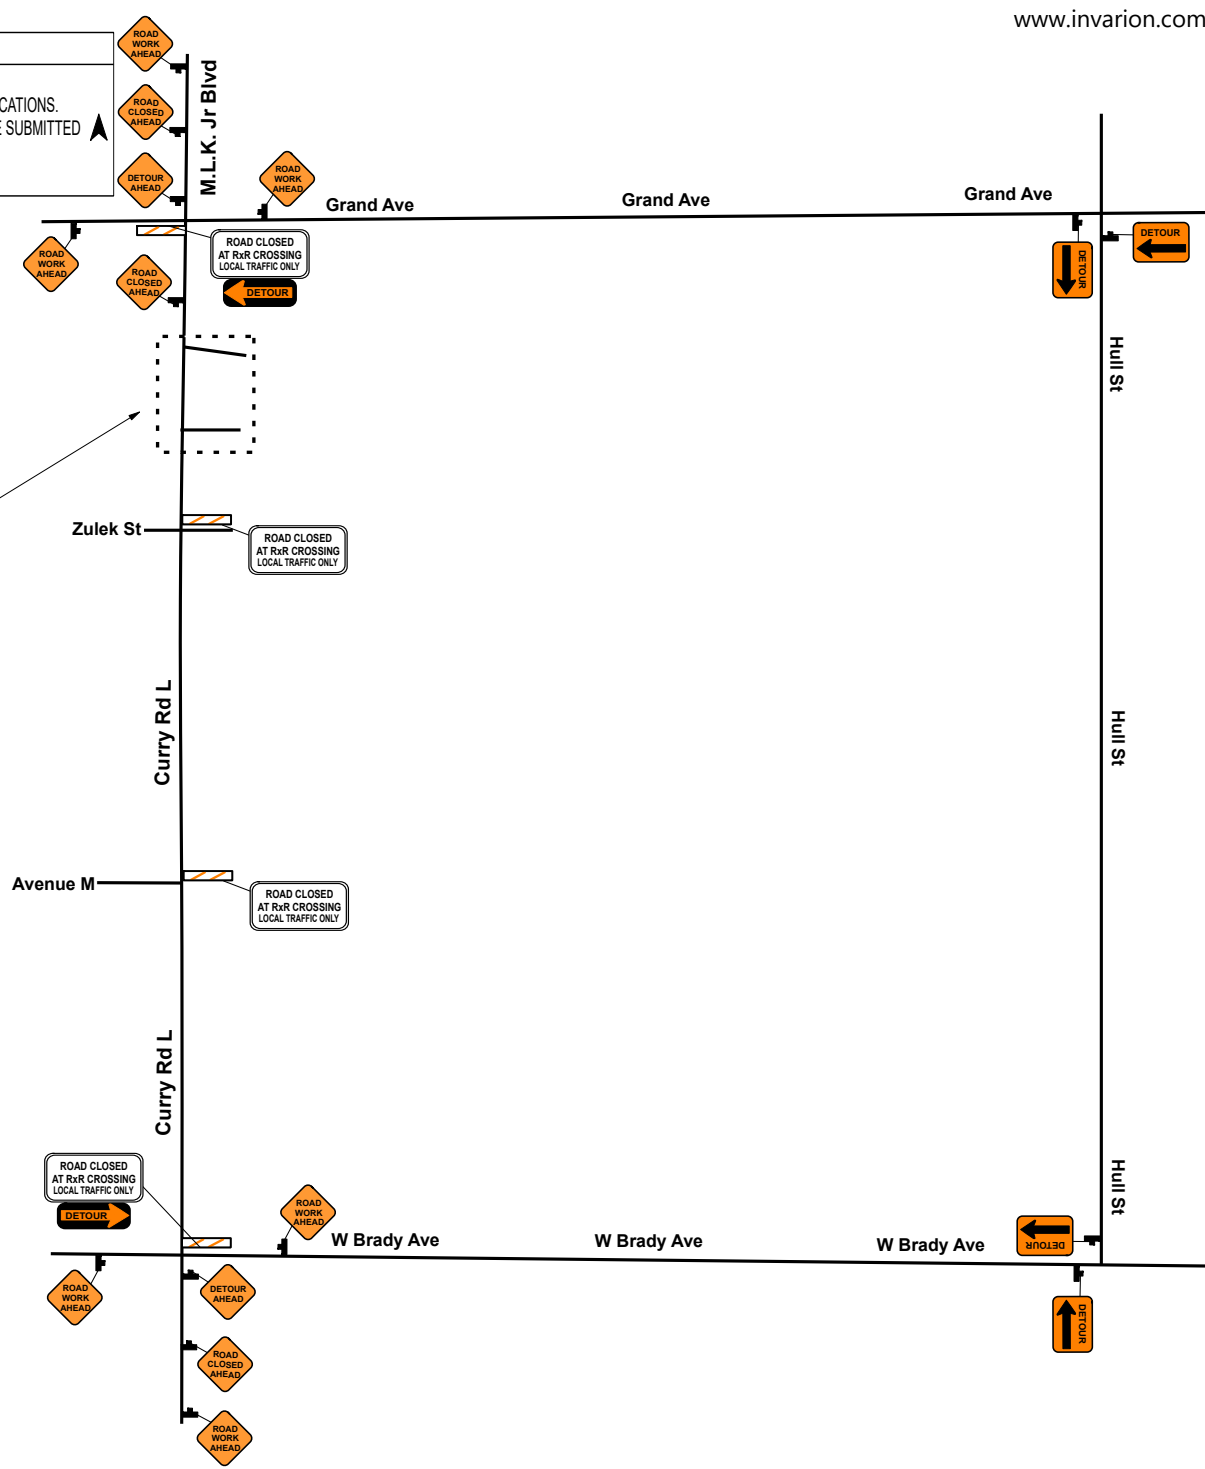 www.invarion.com
CATIONS.
E SUBMITTED
ROAD
WORK
AHEAD
ROAD
CLOSED
AHEAD
DETOUR
AHEAD
M.L.K. Jr Blvd
ROAD
WORK
AHEAD
Grand Ave
Grand Ave
Grand Ave
ROAD
WORK
AHEAD
ROAD CLOSED
AT RxR CROSSING
LOCAL TRAFFIC ONLY
DETOUR
ROAD
CLOSED
AHEAD
DETOUR
DETOUR
Hull St
Zulek St
ROAD CLOSED
AT RxR CROSSING
LOCAL TRAFFIC ONLY
Curry Rd L
Hull St
Avenue M
ROAD CLOSED
AT RxR CROSSING
LOCAL TRAFFIC ONLY
Curry Rd L
Hull St
ROAD CLOSED
AT RxR CROSSING
LOCAL TRAFFIC ONLY
DETOUR
ROAD
WORK
AHEAD
W Brady Ave
W Brady Ave
W Brady Ave
DETOUR
ROAD
WORK
AHEAD
DETOUR
AHEAD
DETOUR
ROAD
CLOSED
AHEAD
ROAD
WORK
AHEAD